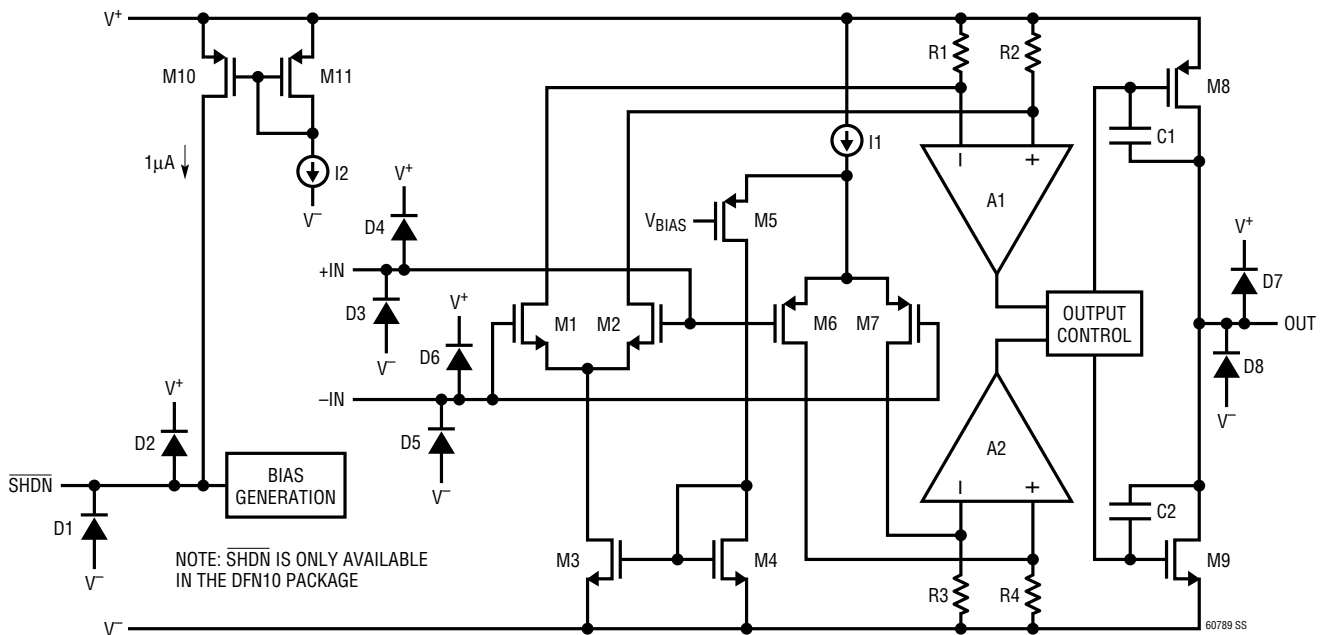 V+
R1
R2
M10
M11
M8
C1
1µA
I2
I1
V+
V–
A1
D4
VBIAS
M5
V+
+IN
D7
D3
V+
M1
M2
M6
M7
OUTPUT
CONTROL
OUT
V–
D6
D8
V+
–IN
V–
D2
D5
A2
SHDN
BIAS
GENERATION
V–
D1
C2
NOTE: SHDN IS ONLY AVAILABLE
IN THE DFN10 PACKAGE
M3
M4
M9
V–
R3
R4
V–
60789 SS